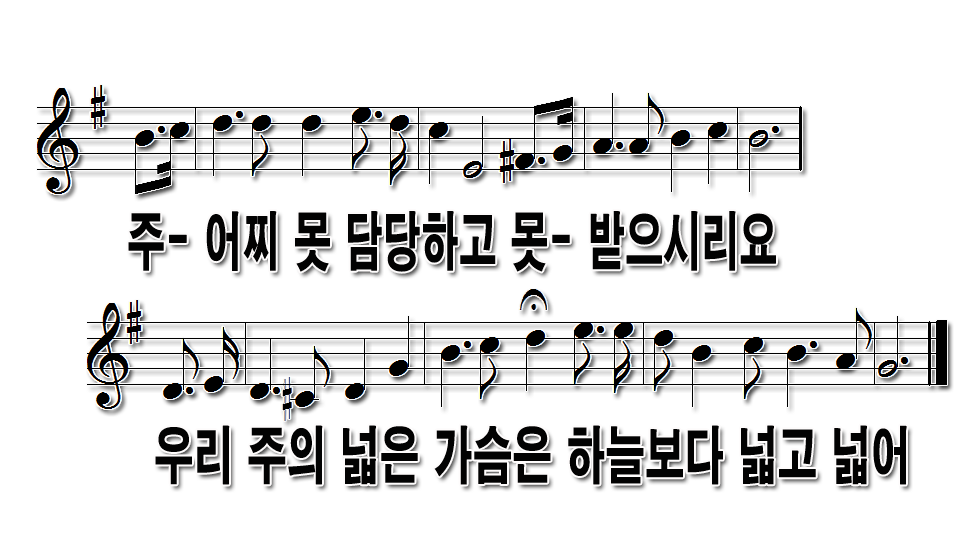 주- 어찌 못 담당하고 못- 받으시리요
우리 주의 넓은 가슴은 하늘보다 넓고 넓어